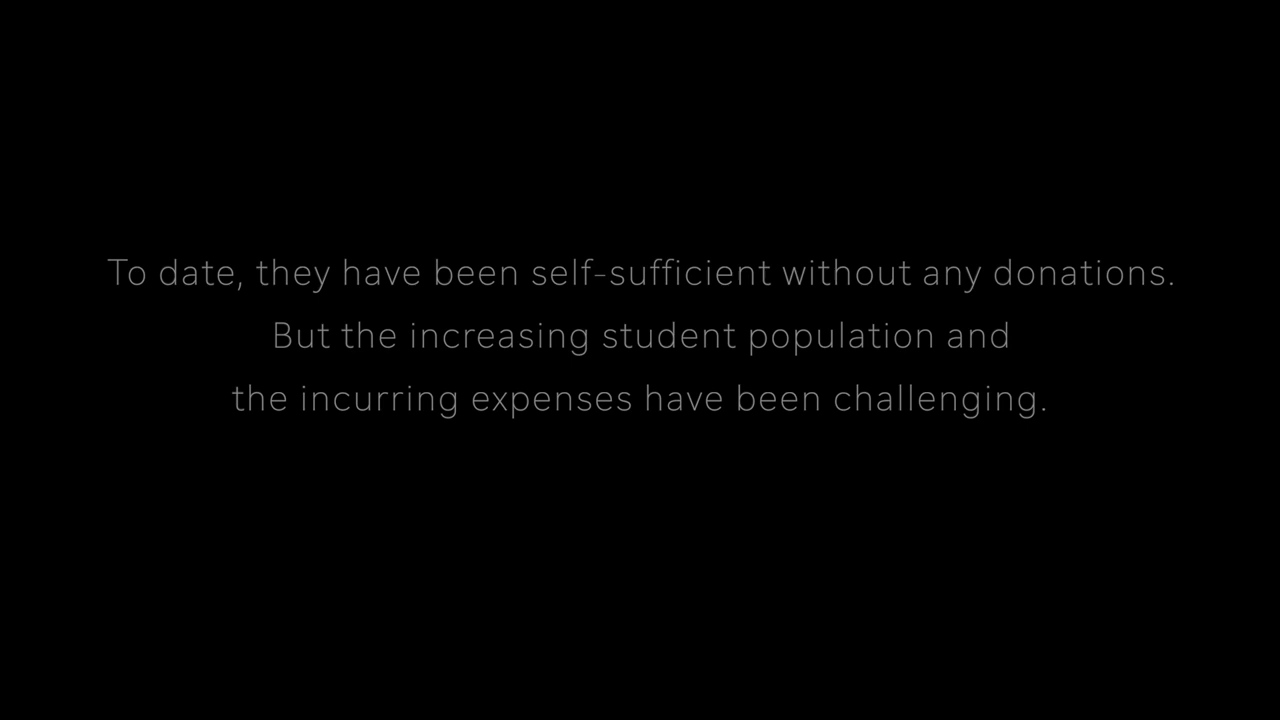 To date, they have been self-sufficient without any donations.
But the increasing student population and
the incurring expenses have been challenging.